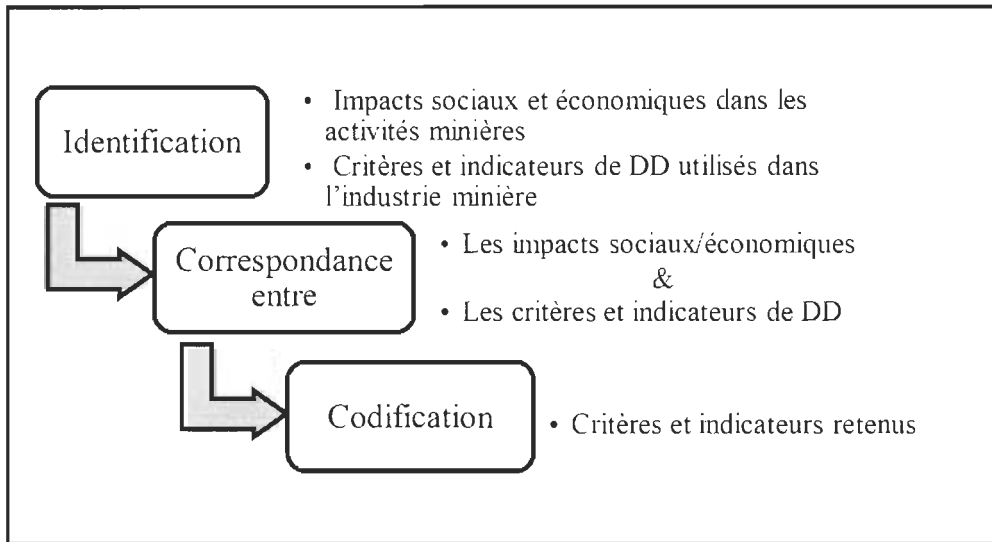 Identification
• Impacts sociaux et économiques dans les
activités minières
• Critères et indicateurs de DD utilisés dans
l'industrie minière
Correspondance
entre
• Les impacts sociaux/économiques
&
• Les critères et indicateurs de DD
Codification
• Critères et indicateurs retenus